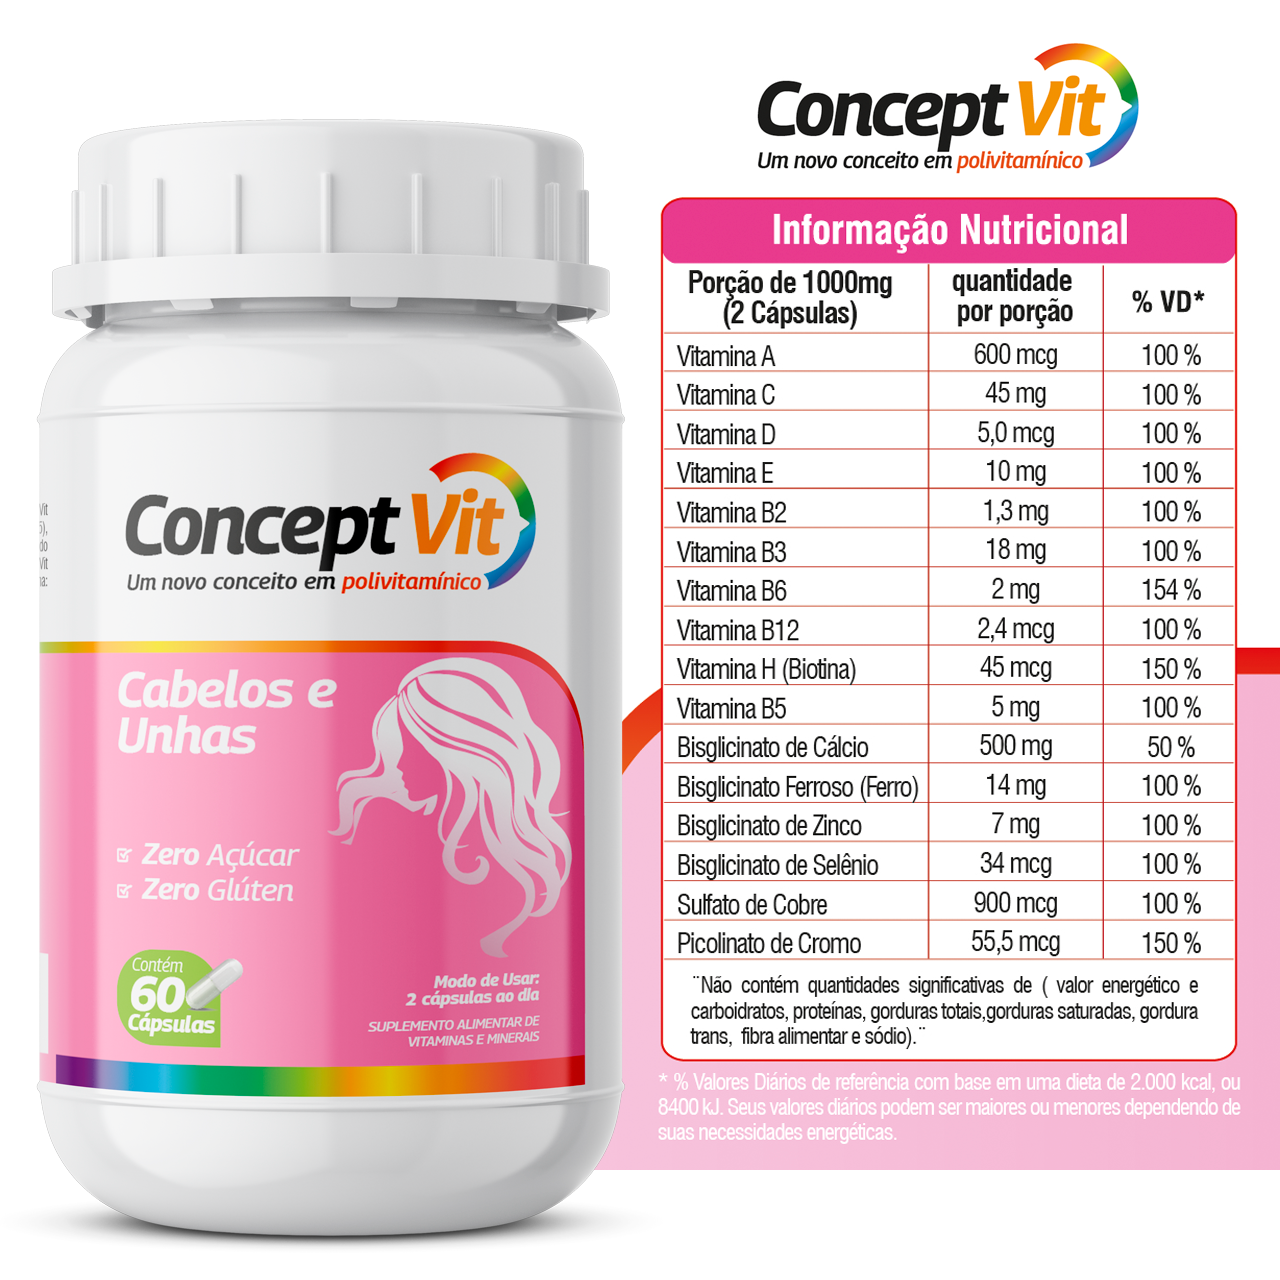 Concept Vit
Um novo conceito em polivitamínico
Informação Nutricional
Porção de 1000mg
(2 Cápsulas)
quantidade
por porção
% VD*
Vitamina A 600 mcg 100 %
Vitamina C 45 mg 100 %
Vitamina D 5,0 mcg 100 %
Vitamina E 10 mg 100 %
Vitamina B2 1,3 mg 100 %
Vitamina B3 18 mg 100 %
Vitamina B6 2 mg 154 %
Vitamina B12 2,4 mcg 100 %
Vitamina H (Biotina) 45 mcg 150 %
Vitamina B5 5 mg 100 %
Bisglicinato de Cálcio 500 mg 50 %
Bisglicinato Ferroso (Ferro) 14 mg 100 %
Bisglicinato de Zinco 7 mg 100 %
Bisglicinato de Selênio 34 mcg 100 %
Sulfato de Cobre 900 mcg 100 %
Picolinato de Cromo 55,5 mcg 150 %
¨Não contém quantidades significativas de ( valor energético e
carboidratos, proteínas, gorduras totais,gorduras saturadas, gordura
trans, fibra alimentar e sódio).¨
* % Valores Diários de referência com base em uma dieta de 2.000 kcal, ou
8400 kJ. Seus valores diários podem ser maiores ou menores dependendo de
suas necessidades energéticas.
Concept Vit
Um novo conceito em polivitamínico
Vit
do
Vit
Cabelos e
Unhas
Zero Açúcar
Zero Glúten
Contém
60
Cápsulas
Modo de Usar:
2 cápsulas ao dia
SUPLEMENTO ALIMENTAR DE
VITAMINAS E MINERAIS